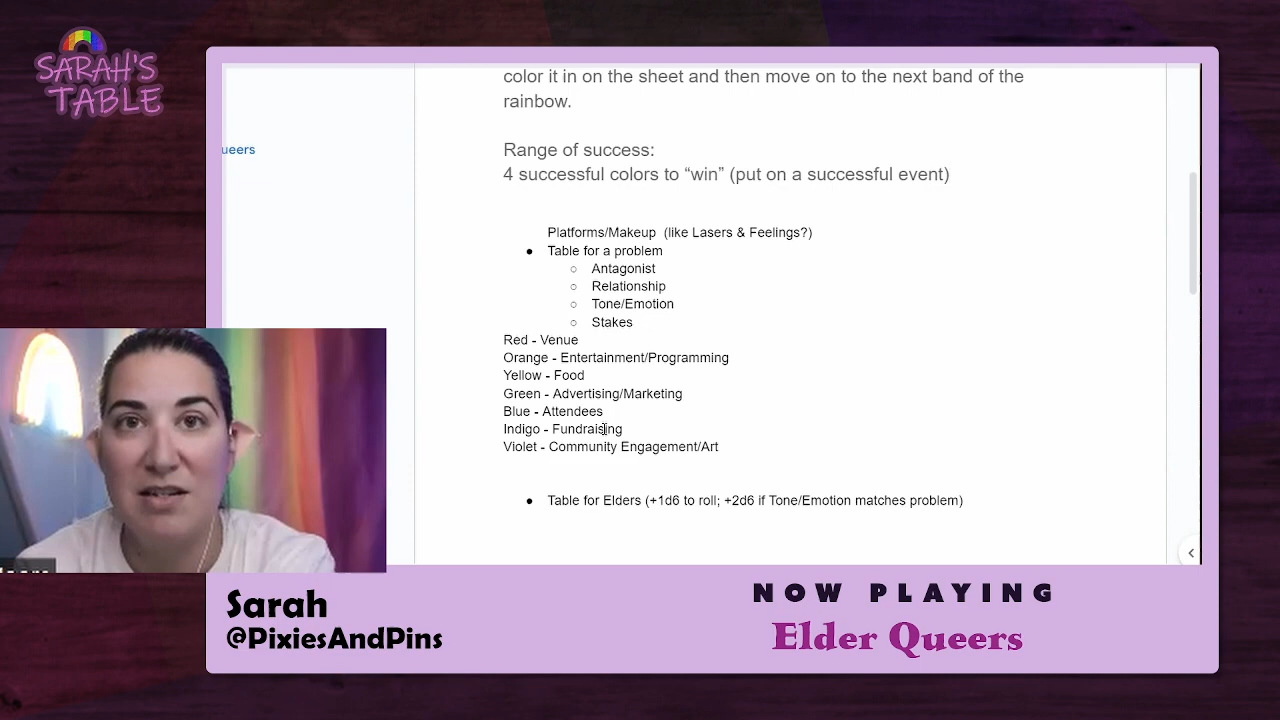 SARAH'S
TABLE
color it in on the sheet and then move on to the next band of the
rainbow.
ueers
Range of success:
4 successful colors to “win” (put on a successful event)
Platforms/Makeup (like Lasers & Feelings?)
● Table for a problem
○ Antagonist
○ Relationship
○ Tone/Emotion
○ Stakes
Red - Venue
Orange - Entertainment/Programming
Yellow - Food
Green - Advertising/Marketing
Blue - Attendees
Indigo - Fundraising
Violet - Community Engagement/Art
● Table for Elders (+1d6 to roll; +2d6 if Tone/Emotion matches problem)
Sarah
@PixiesAndPins
NOW PLAYING
Elder Queers